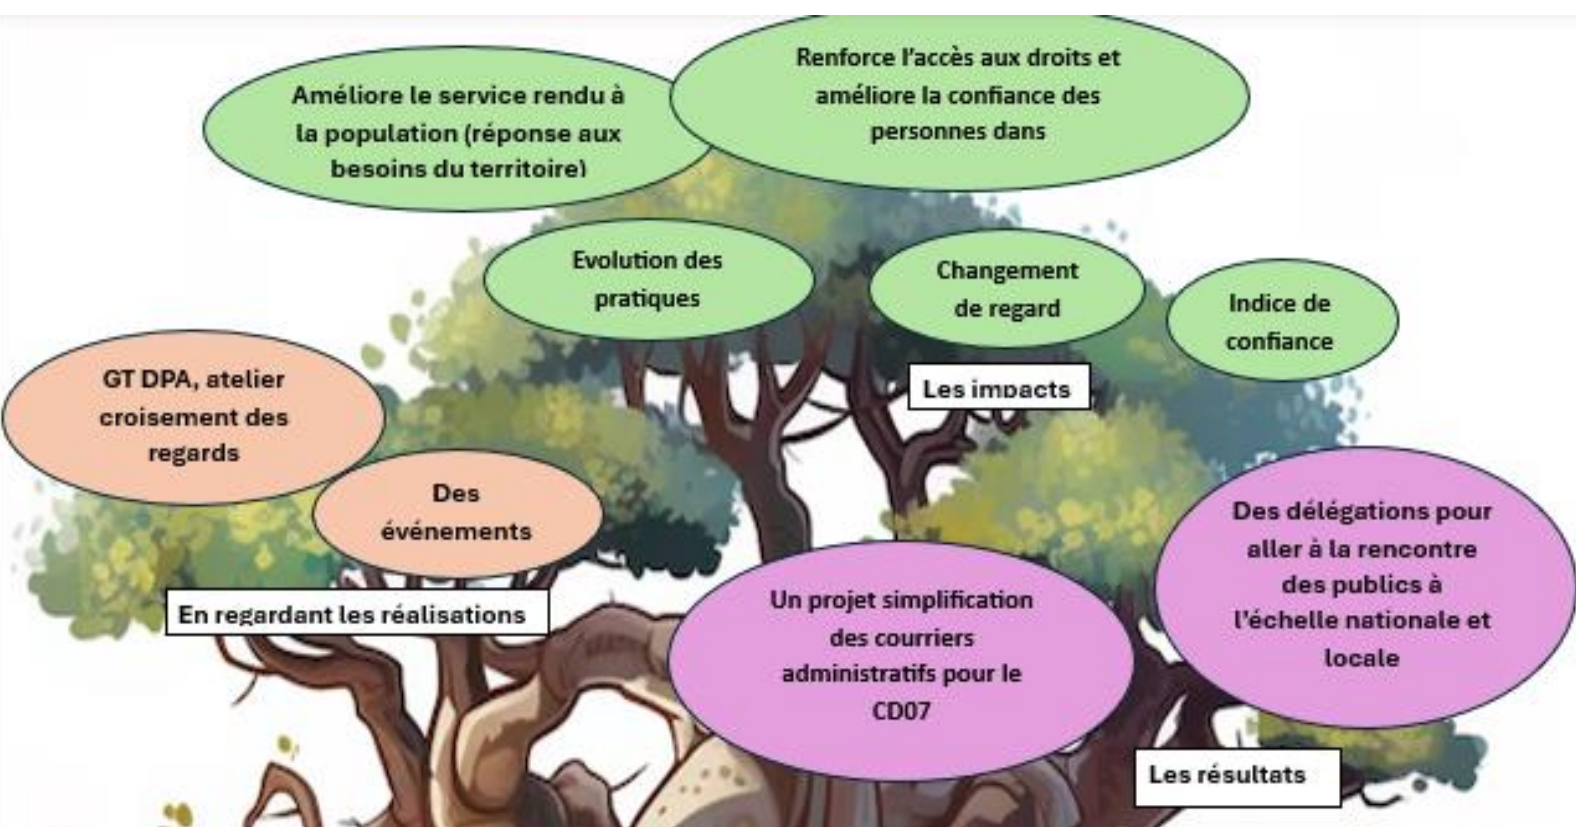 Améliore le service rendu à
la population (réponse aux
besoins du territoire)
Renforce l'accès aux droits et
améliore la confiance des
personnes dans
Evolution des
pratiques
Changement
de regard
Indice de
confiance
Les impacts
GT DPA, atelier
croisement des
regards
Des
événements
En regardant les réalisations
Un projet simplification
des courriers
administratifs pour le
CD07
Des délégations pour
aller à la rencontre
des publics à
l'échelle nationale et
locale
Les résultats